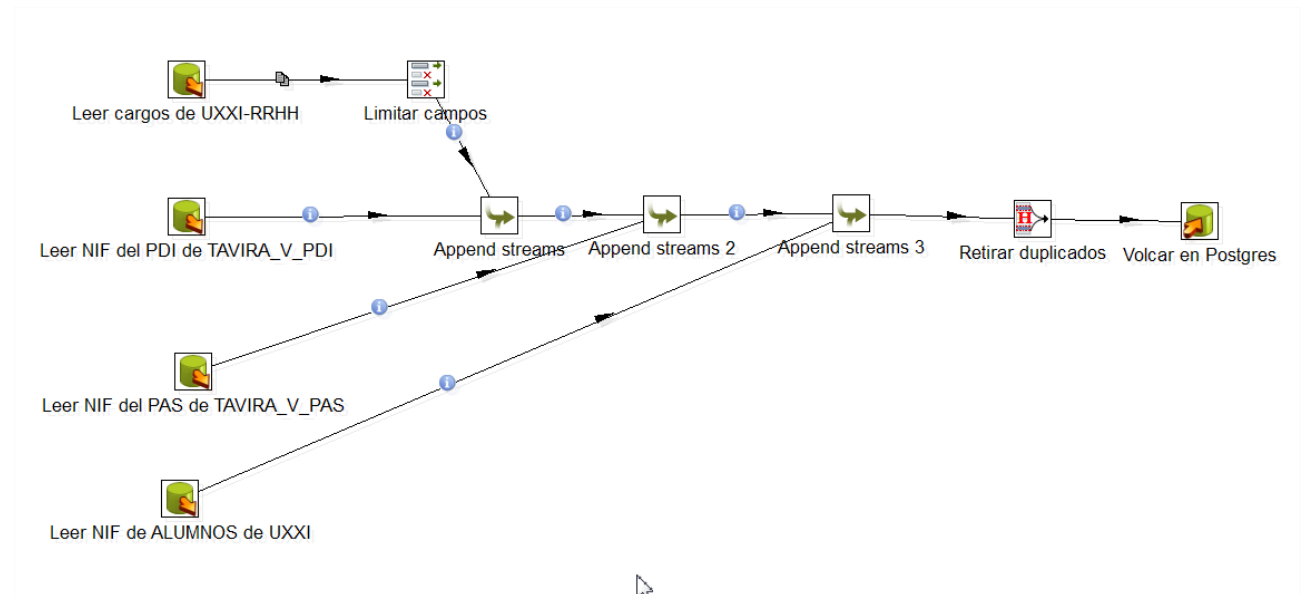 Leer cargos de UXXI-RRHH
Limitar campos
Leer NIF del PDI de TAVIRA_V_PDI
Append streams
Append streams 2
Append streams 3
Retirar duplicados
Volcar en Postgres
Leer NIF del PAS de TAVIRA_V_PAS
Leer NIF de ALUMNOS de UXXI